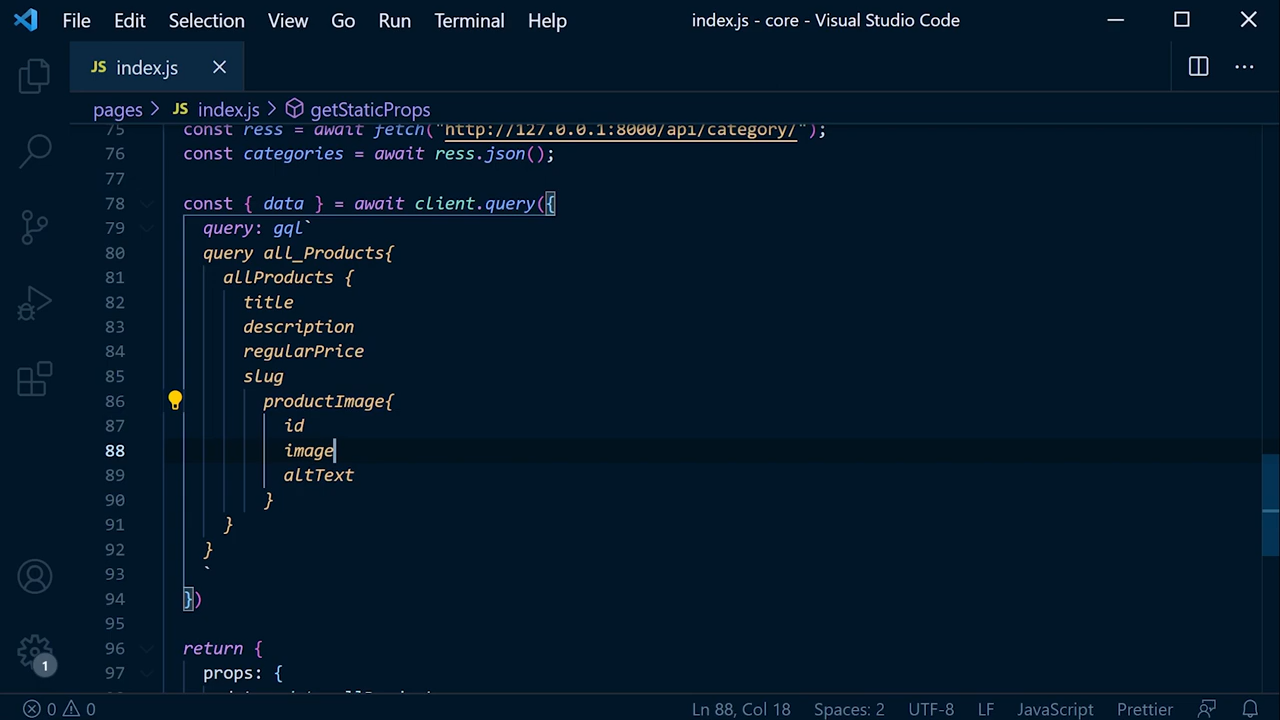 File Edit Selection View Go Run Terminal Help index.js - core - Visual Studio Code
JS index.js
pages > JS index.js > getStaticProps
75 const ress = await fetch("http://127.0.0.1:8000/api/category/");
76 const categories = await ress.json();
77
78 const { data } = await client.query({
79 query: gql`
80 query all_Products{
81 allProducts {
82 title
83 description
84 regularPrice
85 slug
86 productImage{
87 id
88 image
89 altText
90 }
91 }
92 }
93 `
94 })
95
96 return {
97 props: {
1
0 0 Ln 88, Col 18 Spaces: 2 UTF-8 LF JavaScript Prettier